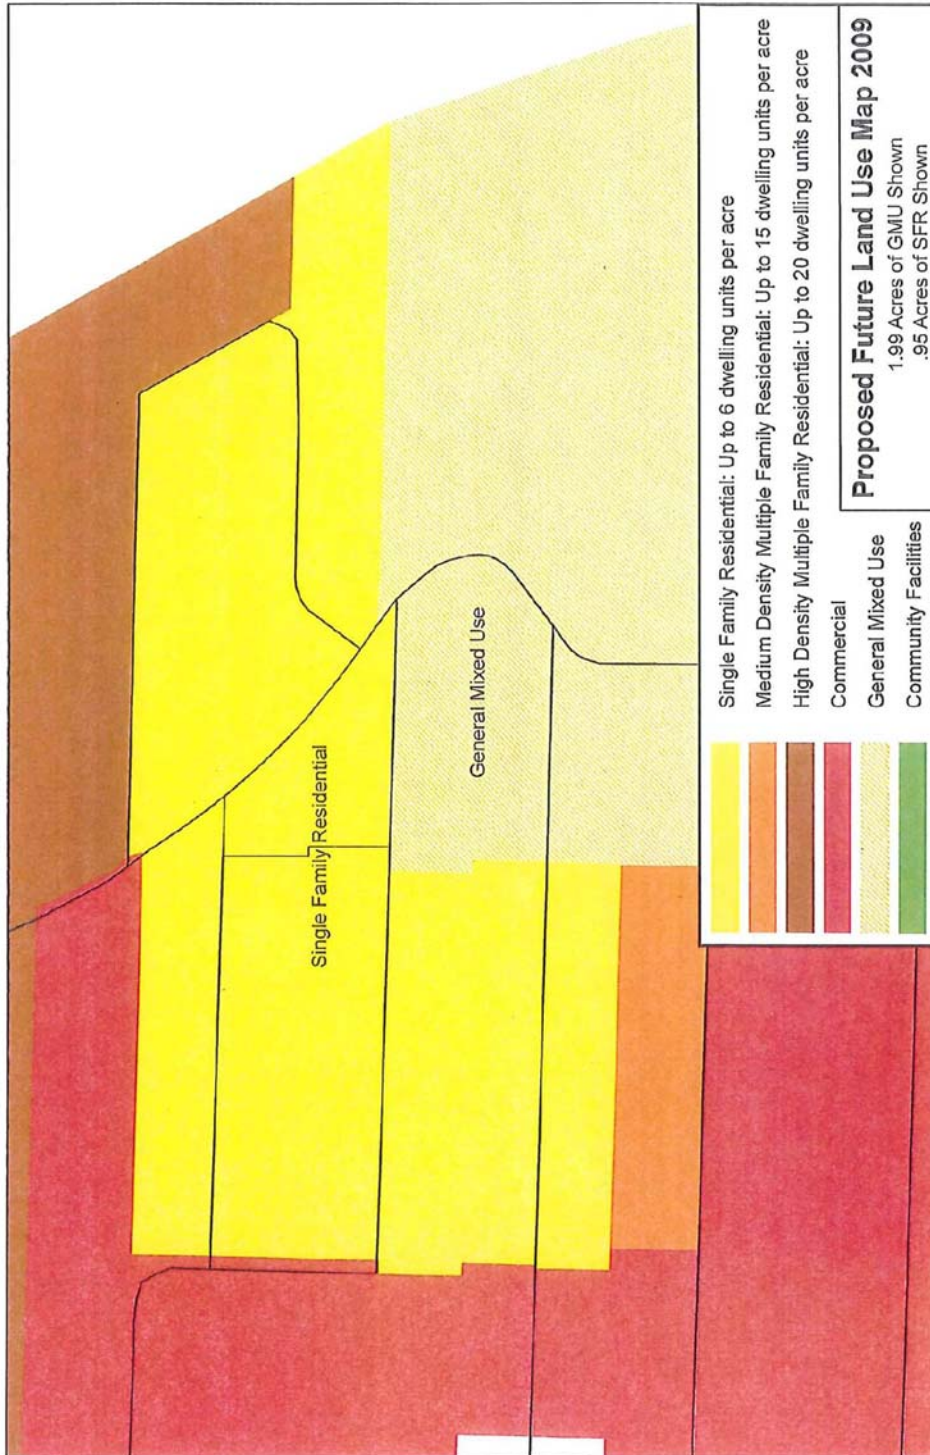 Single Family Residential
General Mixed Use
Single Family Residential: Up to 6 dwelling units per acre
Medium Density Multiple Family Residential: Up to 15 dwelling units per acre
High Density Multiple Family Residential: Up to 20 dwelling units per acre
Commercial
General Mixed Use
Community Facilities
Proposed Future Land Use Map 2009
1.99 Acres of GMU Shown
.95 Acres of SFR Shown